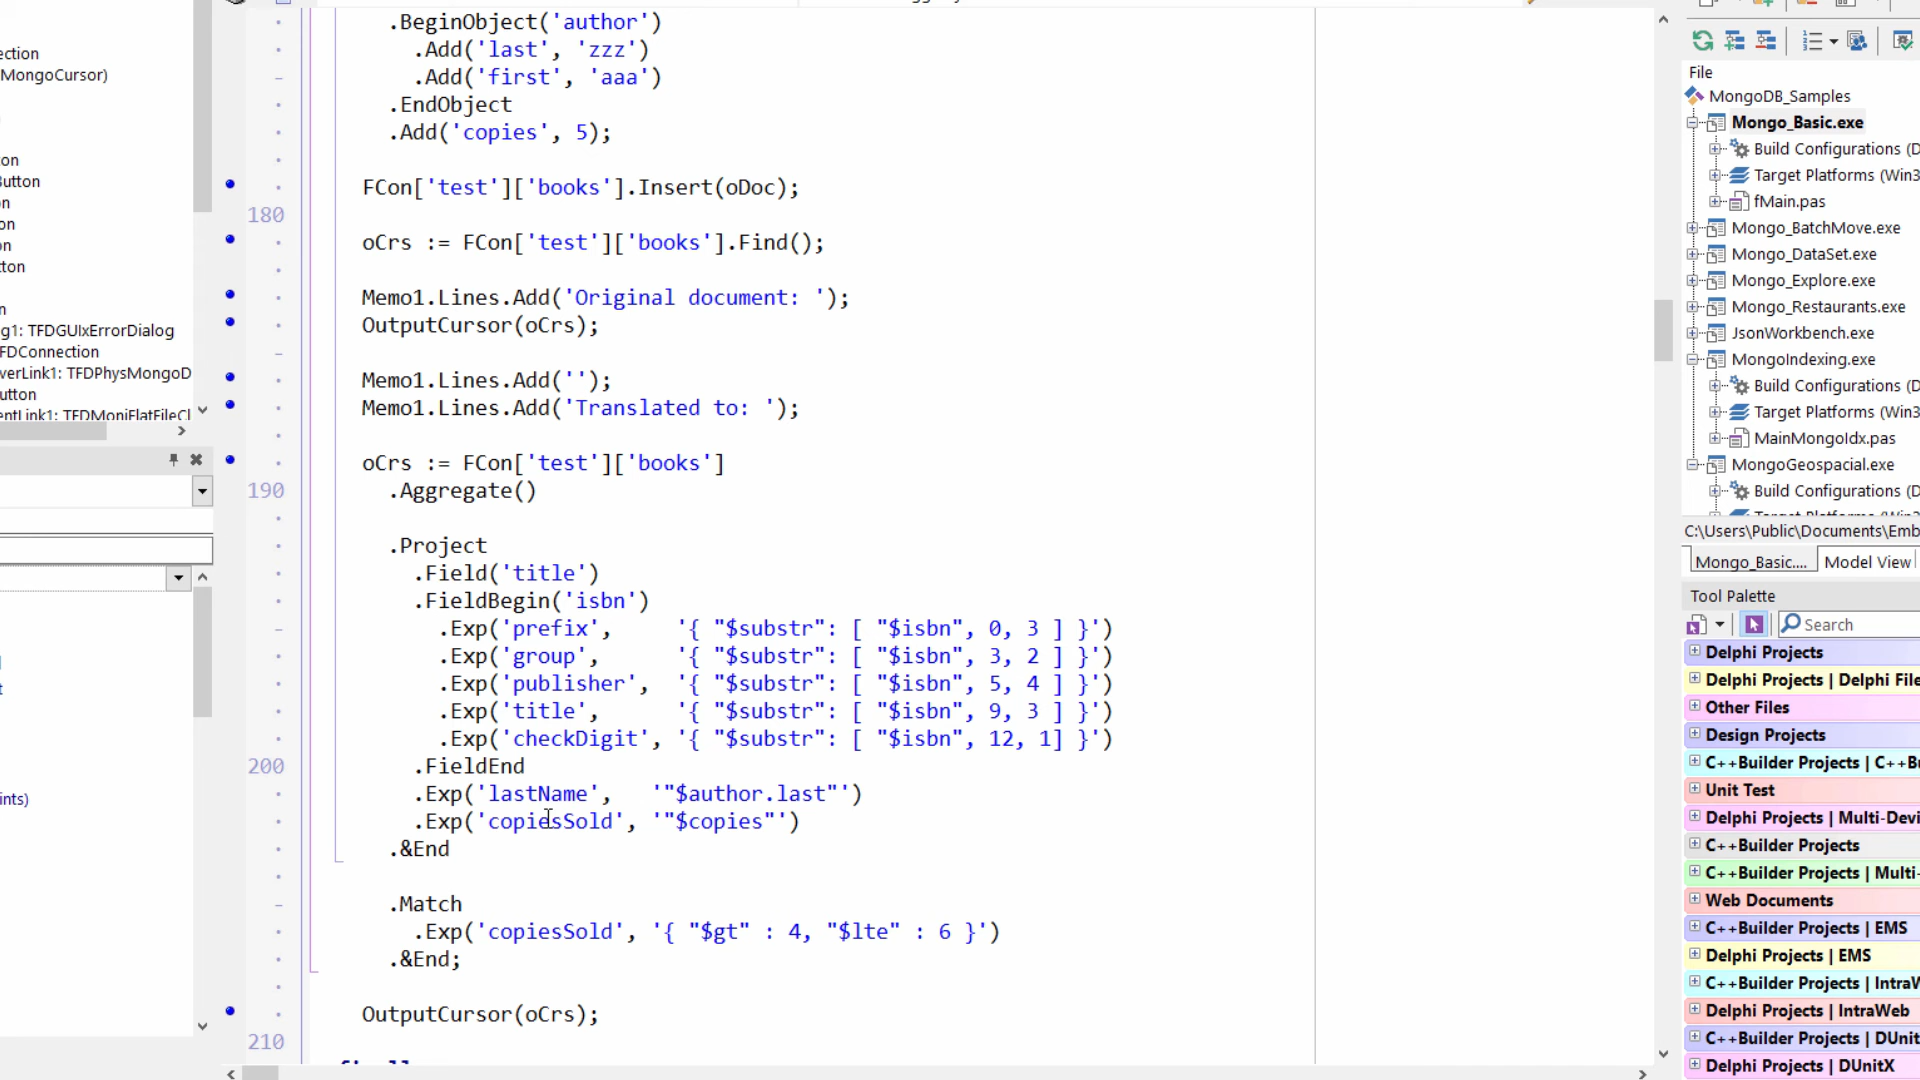 ction
MongoCursor)
on
Button
on
on
on
tton
n
g1: TFDGUIxErrorDialog
FDConnection
verLink1: TFDPhysMongoD
utton
entLink1: TFDMoniFlatFileCl
t
ints)
.BeginObject('author')
.Add('last', 'zzz')
.Add('first', 'aaa')
.EndObject
.Add('copies', 5);
FCon['test']['books'].Insert(oDoc);
180
oCrs := FCon['test']['books'].Find();
Memo1.Lines.Add('Original document: ');
OutputCursor(oCrs);
Memo1.Lines.Add('');
Memo1.Lines.Add('Translated to: ');
oCrs := FCon['test']['books']
190 .Aggregate()
.Project
.Field('title')
.FieldBegin('isbn')
.Exp('prefix', '{ "$substr": [ "$isbn", 0, 3 ] }')
.Exp('group', '{ "$substr": [ "$isbn", 3, 2 ] }')
.Exp('publisher', '{ "$substr": [ "$isbn", 5, 4 ] }')
.Exp('title', '{ "$substr": [ "$isbn", 9, 3 ] }')
.Exp('checkDigit', '{ "$substr": [ "$isbn", 12, 1] }')
200 .FieldEnd
.Exp('lastName', '"$author.last"')
.Exp('copiesSold', '"$copies"')
.&End
.Match
.Exp('copiesSold', '{ "$gt" : 4, "$lte" : 6 }')
.&End;
OutputCursor(oCrs);
210
File
MongoDB_Samples
Mongo_Basic.exe
Build Configurations (D
Target Platforms (Win3
fMain.pas
Mongo_BatchMove.exe
Mongo_DataSet.exe
Mongo_Explore.exe
Mongo_Restaurants.exe
JsonWorkbench.exe
MongoIndexing.exe
Build Configurations (D
Target Platforms (Win3
MainMongoIdx.pas
MongoGeospacial.exe
Build Configurations (D
C:\Users\Public\Documents\Emb
Mongo_Basic.... Model View
Tool Palette
Search
Delphi Projects
Delphi Projects | Delphi File
Other Files
Design Projects
C++Builder Projects | C++Bu
Unit Test
Delphi Projects | Multi-Devi
C++Builder Projects
C++Builder Projects | Multi-
Web Documents
C++Builder Projects | EMS
Delphi Projects | EMS
C++Builder Projects | IntraW
Delphi Projects | IntraWeb
C++Builder Projects | DUnit
Delphi Projects | DUnitX